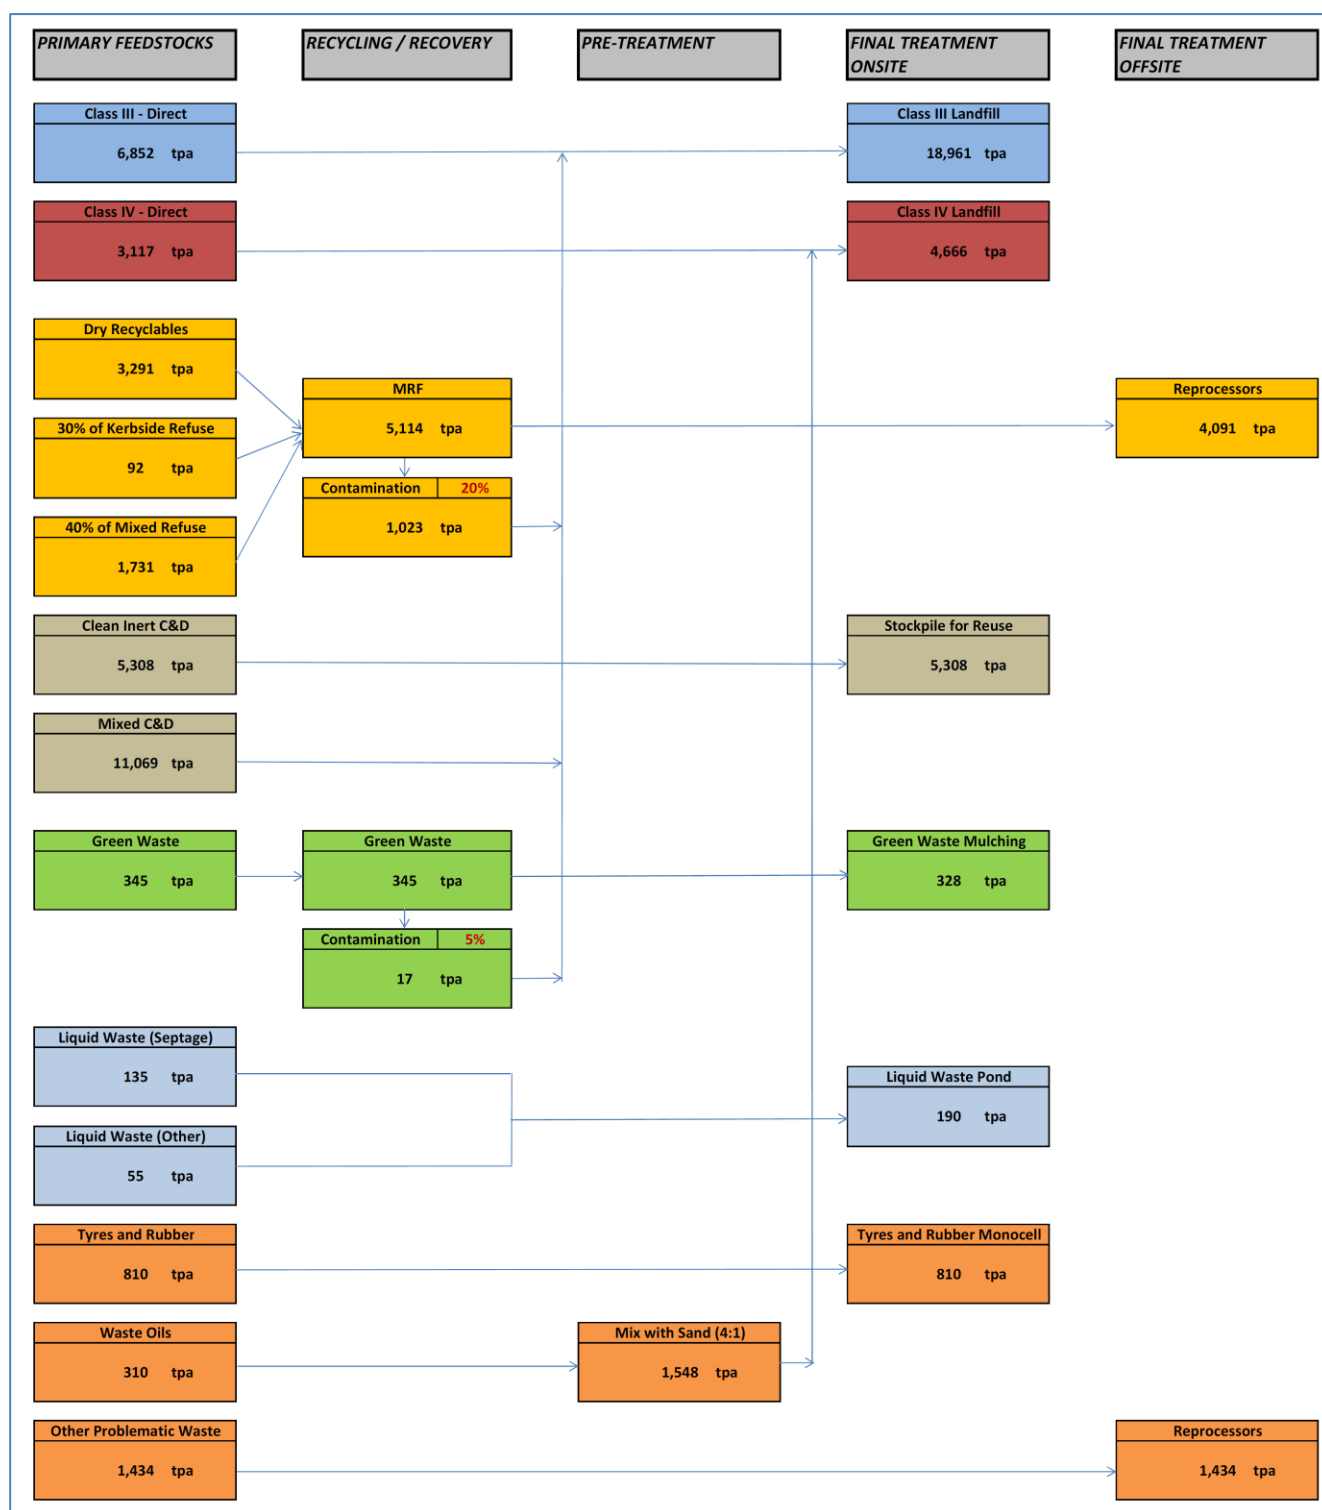 PRIMARY FEEDSTOCKS
RECYCLING / RECOVERY
PRE-TREATMENT
FINAL TREATMENT
ONSITE
FINAL TREATMENT
OFFSITE
Class III - Direct
6,852 tpa
Class III Landfill
18,961 tpa
Class IV - Direct
3,117 tpa
Class IV Landfill
4,666 tpa
Dry Recyclables
3,291 tpa
MRF
5,114 tpa
Reprocessors
4,091 tpa
30% of Kerbside Refuse
92 tpa
Contamination 20%
1,023 tpa
40% of Mixed Refuse
1,731 tpa
Clean Inert C&D
5,308 tpa
Stockpile for Reuse
5,308 tpa
Mixed C&D
11,069 tpa
Green Waste
345 tpa
Green Waste
345 tpa
Green Waste Mulching
328 tpa
Contamination 5%
17 tpa
Liquid Waste (Septage)
135 tpa
Liquid Waste Pond
190 tpa
Liquid Waste (Other)
55 tpa
Tyres and Rubber
810 tpa
Tyres and Rubber Monocell
810 tpa
Waste Oils
310 tpa
Mix with Sand (4:1)
1,548 tpa
Other Problematic Waste
1,434 tpa
Reprocessors
1,434 tpa